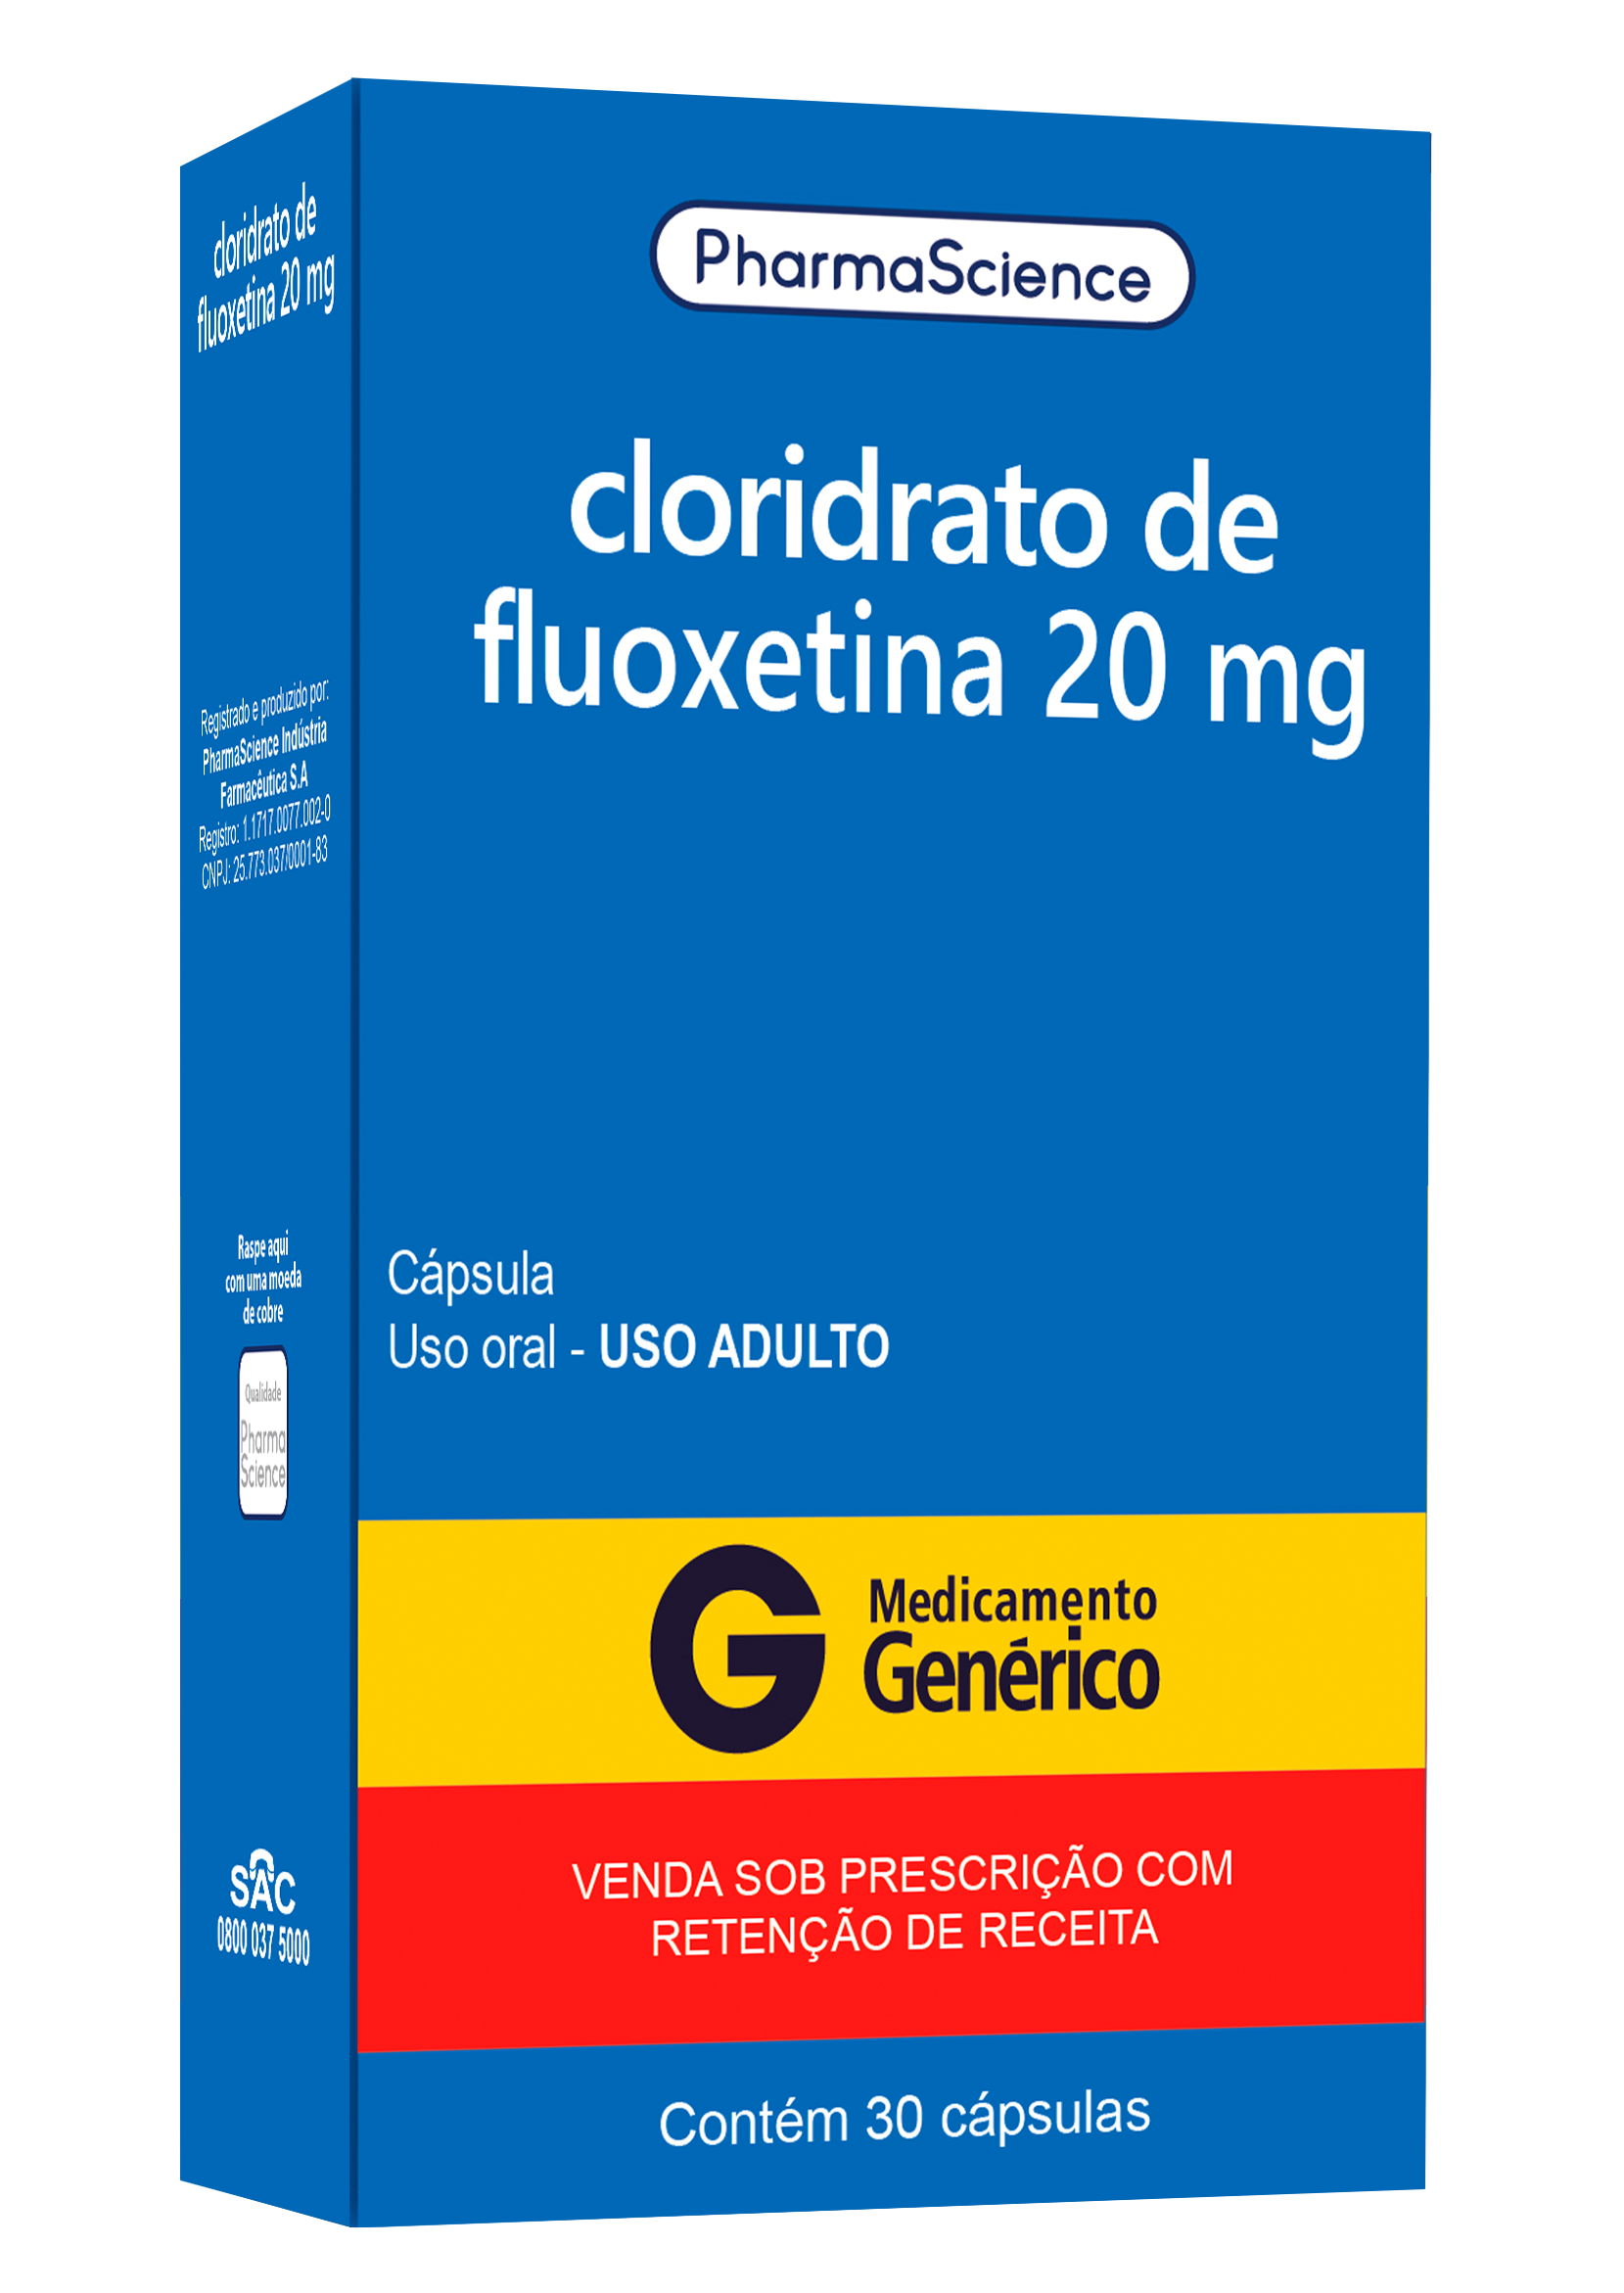 cloridrato de
fluoxetina 20 mg
Registrado e produzido por:
PharmaScience Indústria
Farmacêutica S.A
Registro: 1.1717.0077.002-0
CNPJ: 25.773.037/0001-83
Raspe aqui
com uma moeda
de cobre
Qualidade
Pharma
Science
SAC
0800 037 5000
PharmaScience
cloridrato de
fluoxetina 20 mg
Cápsula
Uso oral - USO ADULTO
G
Medicamento
Genérico
VENDA SOB PRESCRIÇÃO COM
RETENÇÃO DE RECEITA
Contém 30 cápsulas